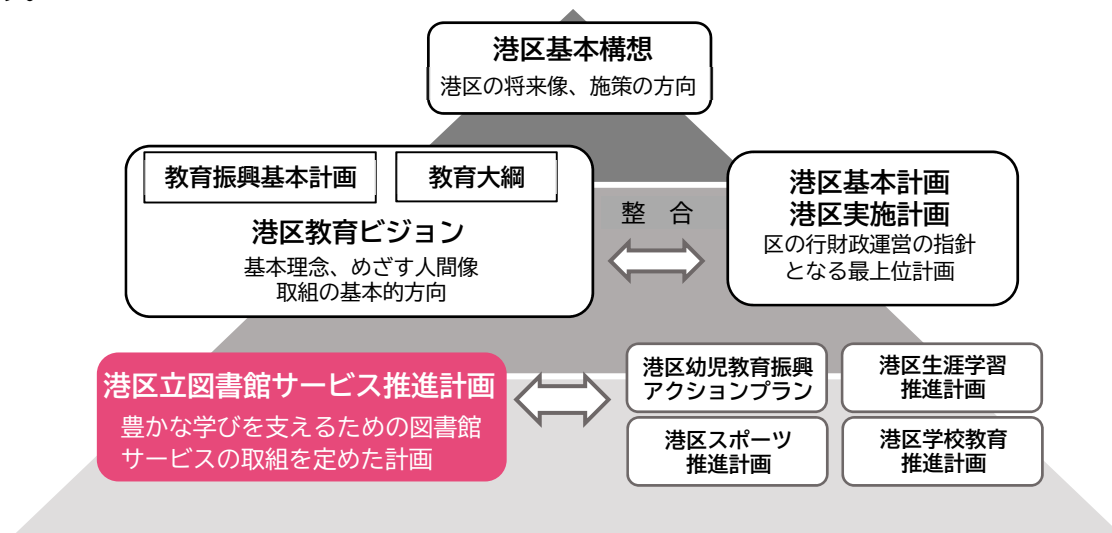 港区基本構想
港区の将来像、施策の方向
教育振興基本計画
教育大綱
港区教育ビジョン
基本理念、めざす人間像
取組の基本的方向
整 合
港区基本計画
港区実施計画
区の行財政運営の指針
となる最上位計画
港区立図書館サービス推進計画
豊かな学びを支えるための図書館
サービスの取組を定めた計画
港区幼児教育振興
アクションプラン
港区生涯学習
推進計画
港区スポーツ
推進計画
港区学校教育
推進計画